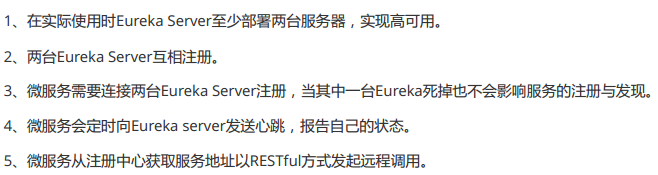 1、在实际使用时Eureka Server至少部署两台服务器，实现高可用。
2、两台Eureka Server互相注册。
3、微服务需要连接两台Eureka Server注册，当其中一台Eureka死掉也不会影响服务的注册与发现。
4、微服务会定时向Eureka server发送心跳，报告自己的状态。
5、微服务从注册中心获取服务地址以RESTful方式发起远程调用。